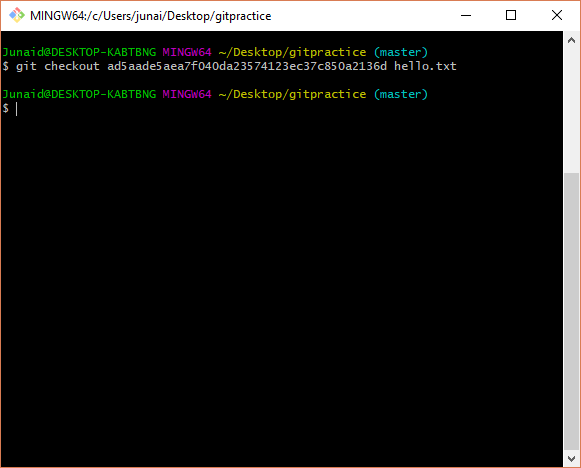 MINGW64:/c/Users/junai/Desktop/gitpractice
Junaid@DESKTOP-KABTBNG MINGW64 ~/Desktop/gitpractice (master)
$ git checkout ad5aade5aea7f040da23574123ec37c850a2136d hello.txt
Junaid@DESKTOP-KABTBNG MINGW64 ~/Desktop/gitpractice (master)
$